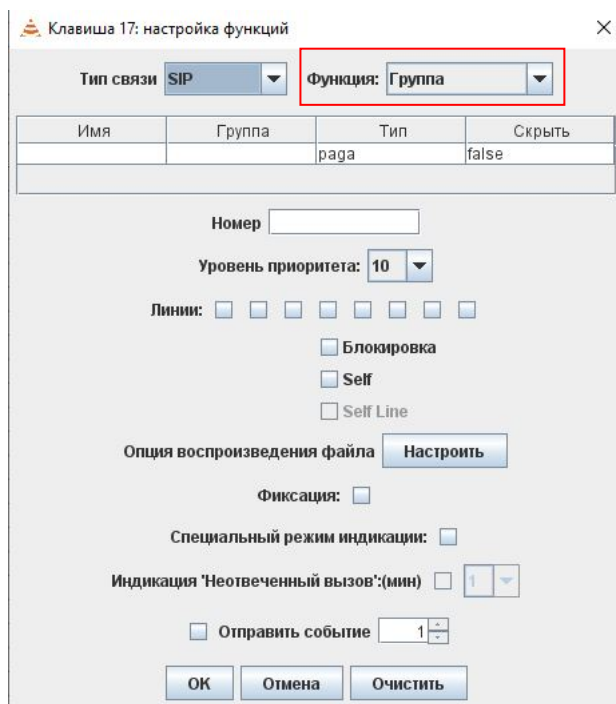 Клавиша 17: настройка функций
Тип связи SIP Функция: Группа
Имя Группа Тип Скрыть
paga false
Номер
Уровень приоритета: 10
Линии:
Блокировка
Self
Self Line
Опция воспроизведения файла Настроить
Фиксация:
Специальный режим индикации:
Индикация 'Неотвеченный вызов':(мин) 1
Отправить событие 1
OK Отмена Очистить